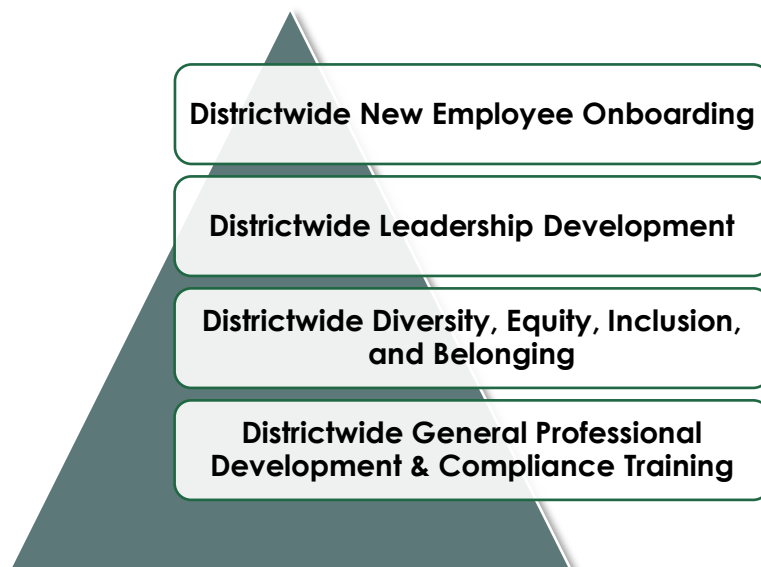 Districtwide New Employee Onboarding
Districtwide Leadership Development
Districtwide Diversity, Equity, Inclusion,
and Belonging
Districtwide General Professional
Development & Compliance Training